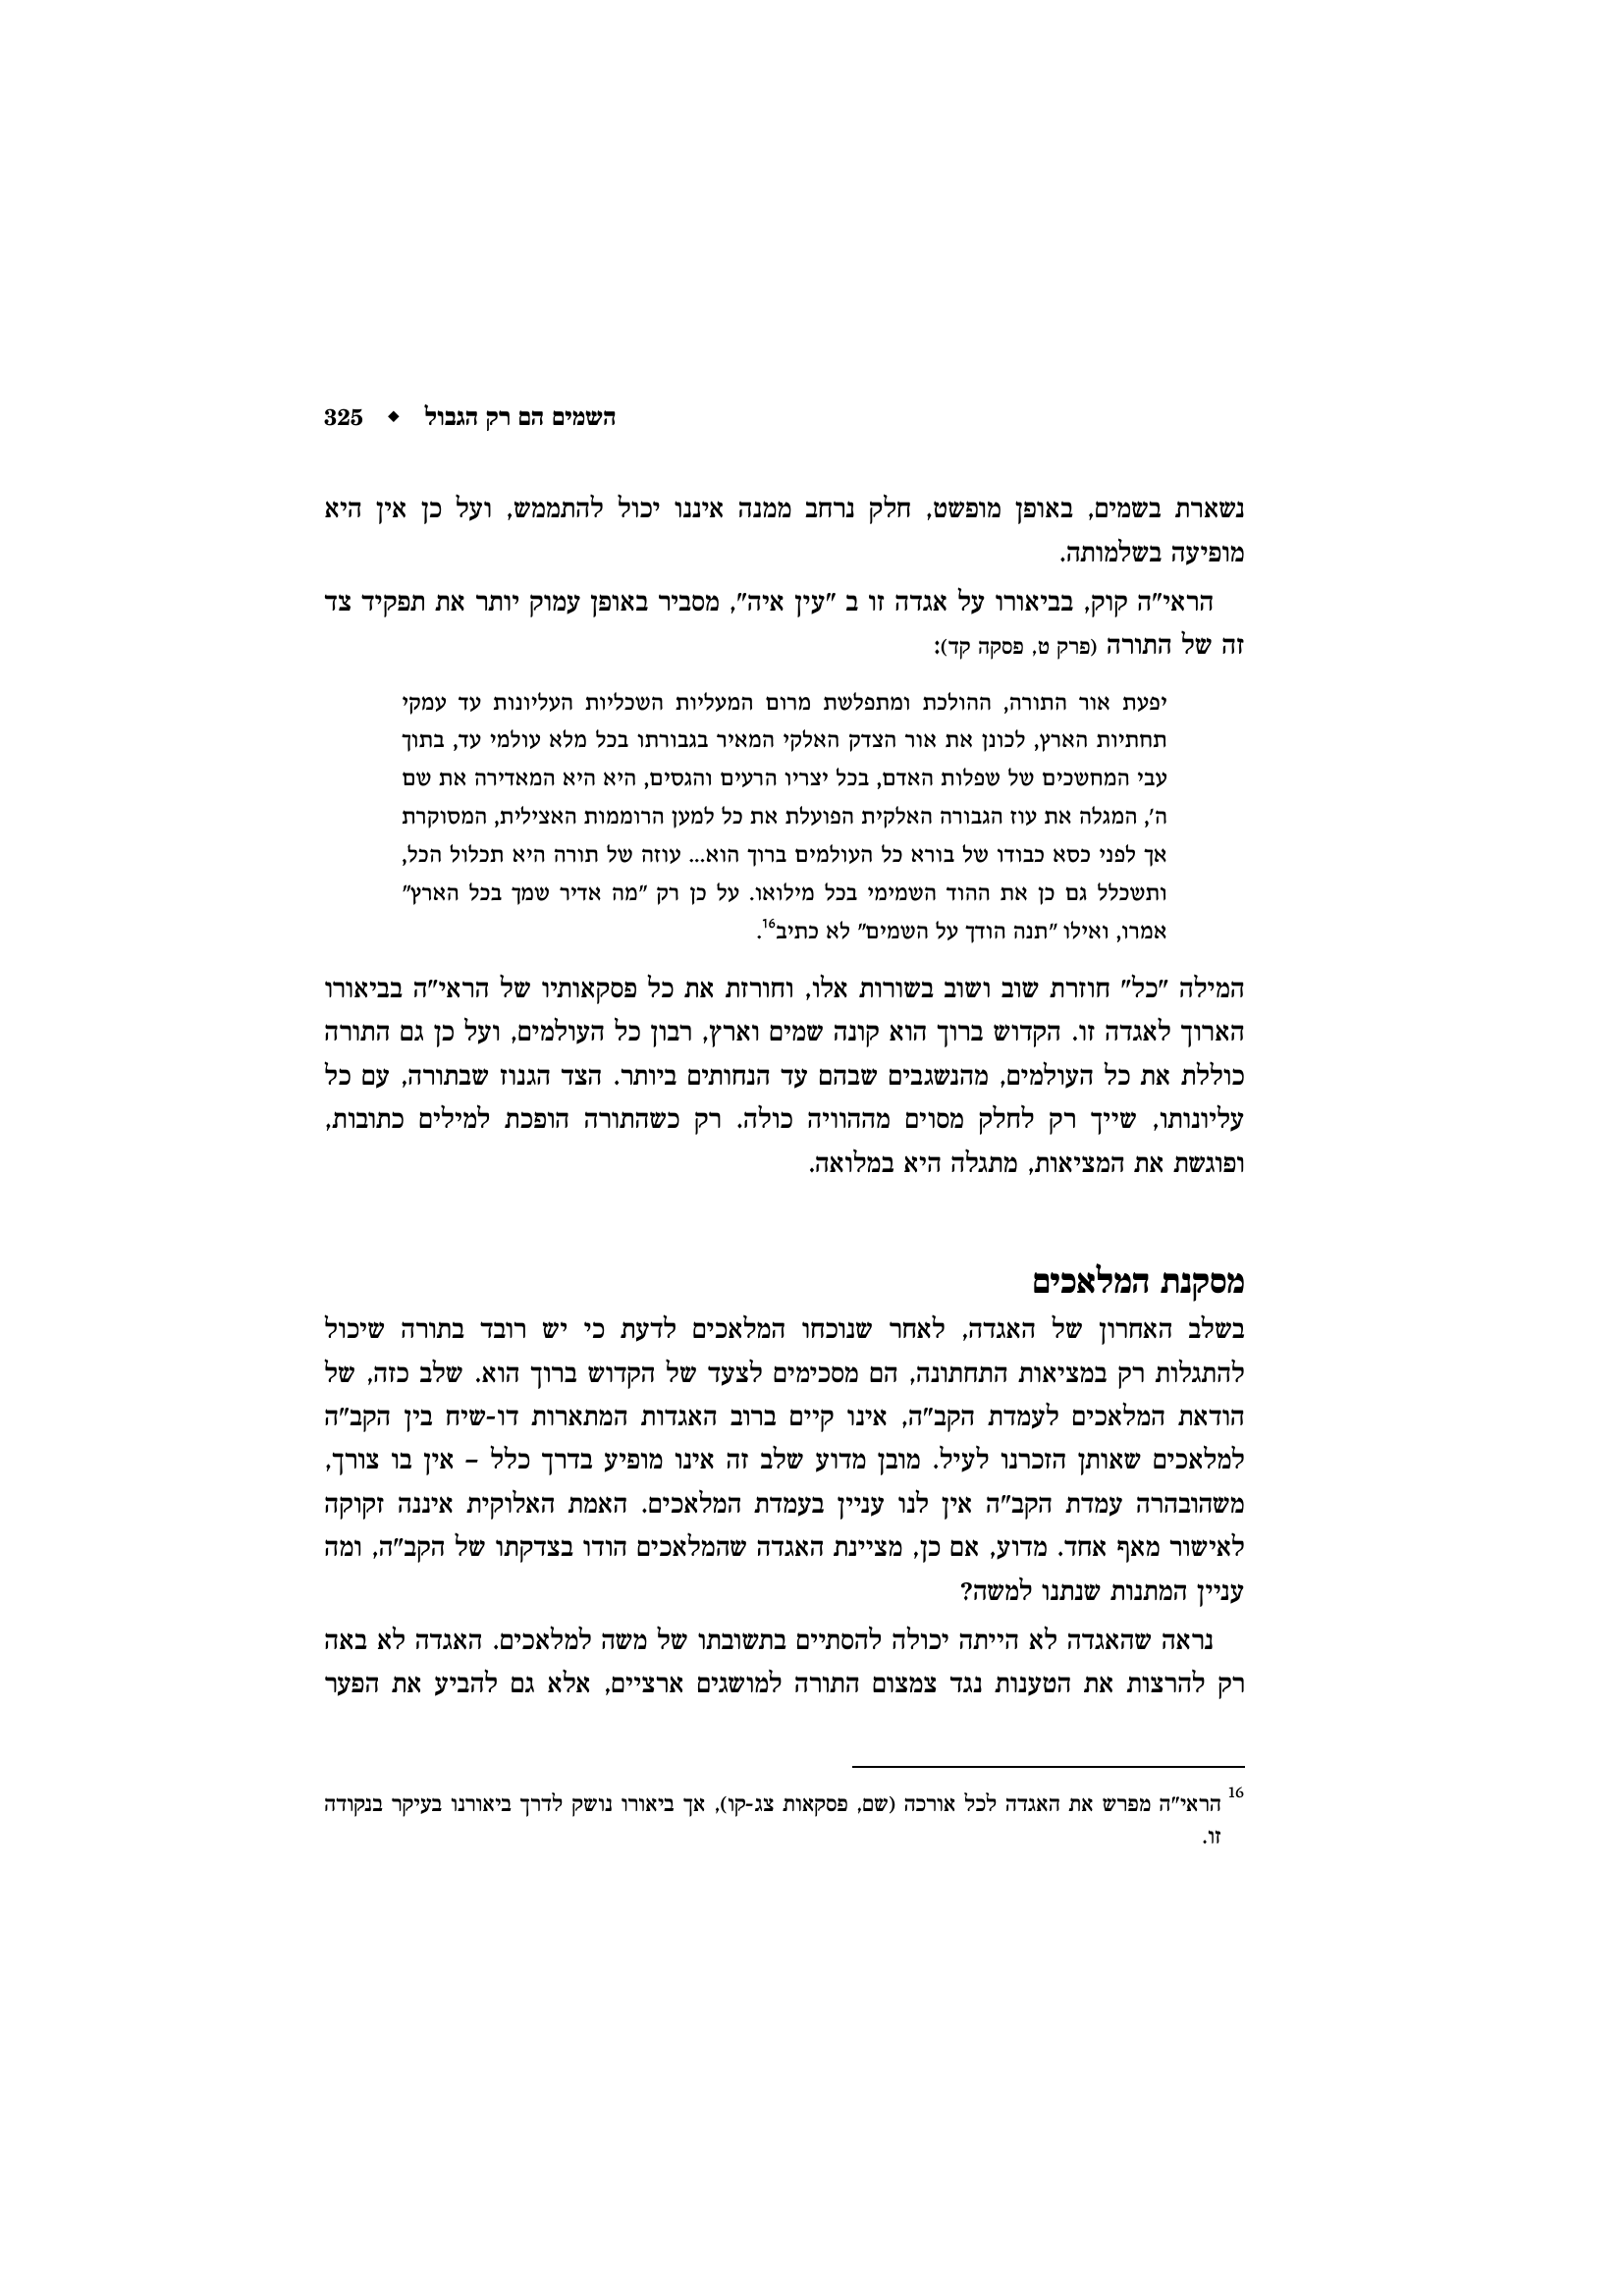 השמים הם רק הגבול ◆ 325
נשארת בשמים, באופן מופשט, חלק נרחב ממנה איננו יכול להתממש, ועל כן אין היא
מופיעה בשלמותה.
הראי"ה קוק, בביאורו על אגדה זו ב "עין איה", מסביר באופן עמוק יותר את תפקיד צד
זה של התורה (פרק ט, פסקה קד):
יפעת אור התורה, ההולכת ומתפלשת מרום המעליות השכליות העליונות עד עמקי
תחתיות הארץ, לכונן את אור הצדק האלקי המאיר בגבורתו בכל מלא עולמי עד, בתוך
עבי המחשכים של שפלות האדם, בכל יצריו הרעים והגסים, היא היא המאדירה את שם
ה', המגלה את עוז הגבורה האלקית הפועלת את כל למען הרוממות האצילית, המסוקרת
אך לפני כסא כבודו של בורא כל העולמים ברוך הוא... עוזה של תורה היא תכלול הכל,
ותשכלל גם כן את ההוד השמימי בכל מילואו. על כן רק "מה אדיר שמך בכל הארץ"
אמרו, ואילו "תנה הודך על השמים" לא כתיב16.
המילה "כל" חוזרת שוב ושוב בשורות אלו, וחורזת את כל פסקאותיו של הראי"ה בביאורו
הארוך לאגדה זו. הקדוש ברוך הוא קונה שמים וארץ, רבון כל העולמים, ועל כן גם התורה
כוללת את כל העולמים, מהנשגבים שבהם עד הנחותים ביותר. הצד הגנוז שבתורה, עם כל
עליונותו, שייך רק לחלק מסוים מההוויה כולה. רק כשהתורה הופכת למילים כתובות,
ופוגשת את המציאות, מתגלה היא במלואה.
מסקנת המלאכים
בשלב האחרון של האגדה, לאחר שנוכחו המלאכים לדעת כי יש רובד בתורה שיכול
להתגלות רק במציאות התחתונה, הם מסכימים לצעד של הקדוש ברוך הוא. שלב כזה, של
הודאת המלאכים לעמדת הקב"ה, אינו קיים ברוב האגדות המתארות דו-שיח בין הקב"ה
למלאכים שאותן הזכרנו לעיל. מובן מדוע שלב זה אינו מופיע בדרך כלל – אין בו צורך,
משהובהרה עמדת הקב"ה אין לנו עניין בעמדת המלאכים. האמת האלוקית איננה זקוקה
לאישור מאף אחד. מדוע, אם כן, מציינת האגדה שהמלאכים הודו בצדקתו של הקב"ה, ומה
עניין המתנות שנתנו למשה?
נראה שהאגדה לא הייתה יכולה להסתיים בתשובתו של משה למלאכים. האגדה לא באה
רק להרצות את הטענות נגד צמצום התורה למושגים ארציים, אלא גם להביע את הפער
16 הראי"ה מפרש את האגדה לכל אורכה (שם, פסקאות צג-קו), אך ביאורו נושק לדרך ביאורנו בעיקר בנקודה
זו.